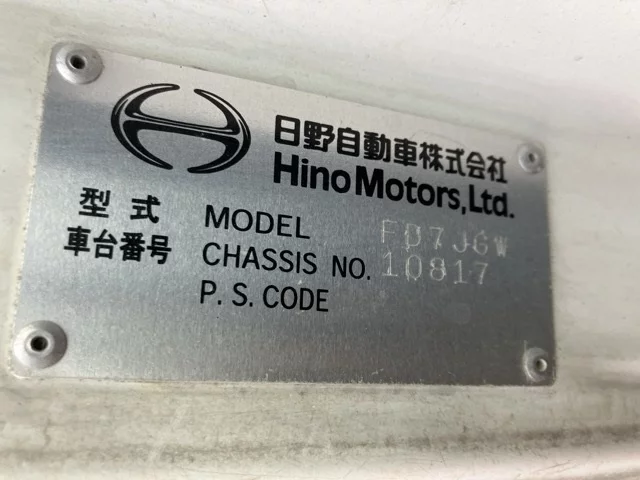 日野自動車株式会社
Hino Motors, Ltd.
型式 MODEL FD7JGW
車台番号 CHASSIS NO. 10817
P. S. CODE